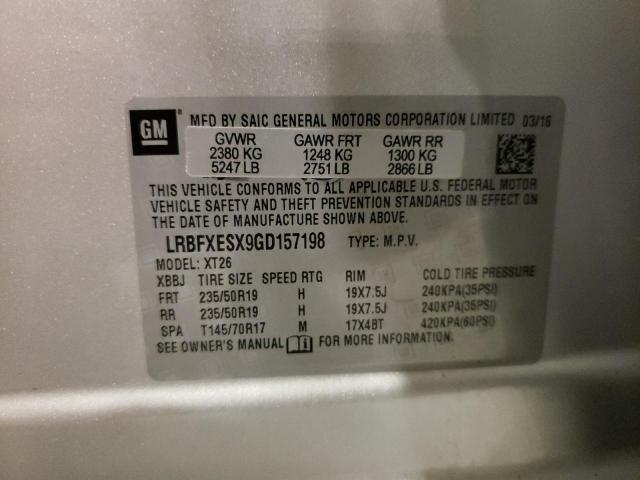 GM
MFD BY SAIC GENERAL MOTORS CORPORATION LIMITED 03/16
GVWR GAWR FRT GAWR RR
2380 KG 1248 KG 1300 KG
5247 LB 2751 LB 2866 LB
THIS VEHICLE CONFORMS TO ALL APPLICABLE U.S. FEDERAL MOTOR
VEHICLE SAFETY AND THEFT PREVENTION STANDARDS IN EFFECT ON
THE DATE OF MANUFACTURE SHOWN ABOVE.
LRBFXESX9GD157198 TYPE: M.P.V.
MODEL: XT26
XBBJ TIRE SIZE SPEED RTG RIM COLD TIRE PRESSURE
FRT 235/50R19 H 19X7.5J 240KPA(35PSI)
RR 235/50R19 H 19X7.5J 240KPA(35PSI)
SPA T145/70R17 M 17X4BT 420KPA(60PSI)
SEE OWNER'S MANUAL FOR MORE INFORMATION.